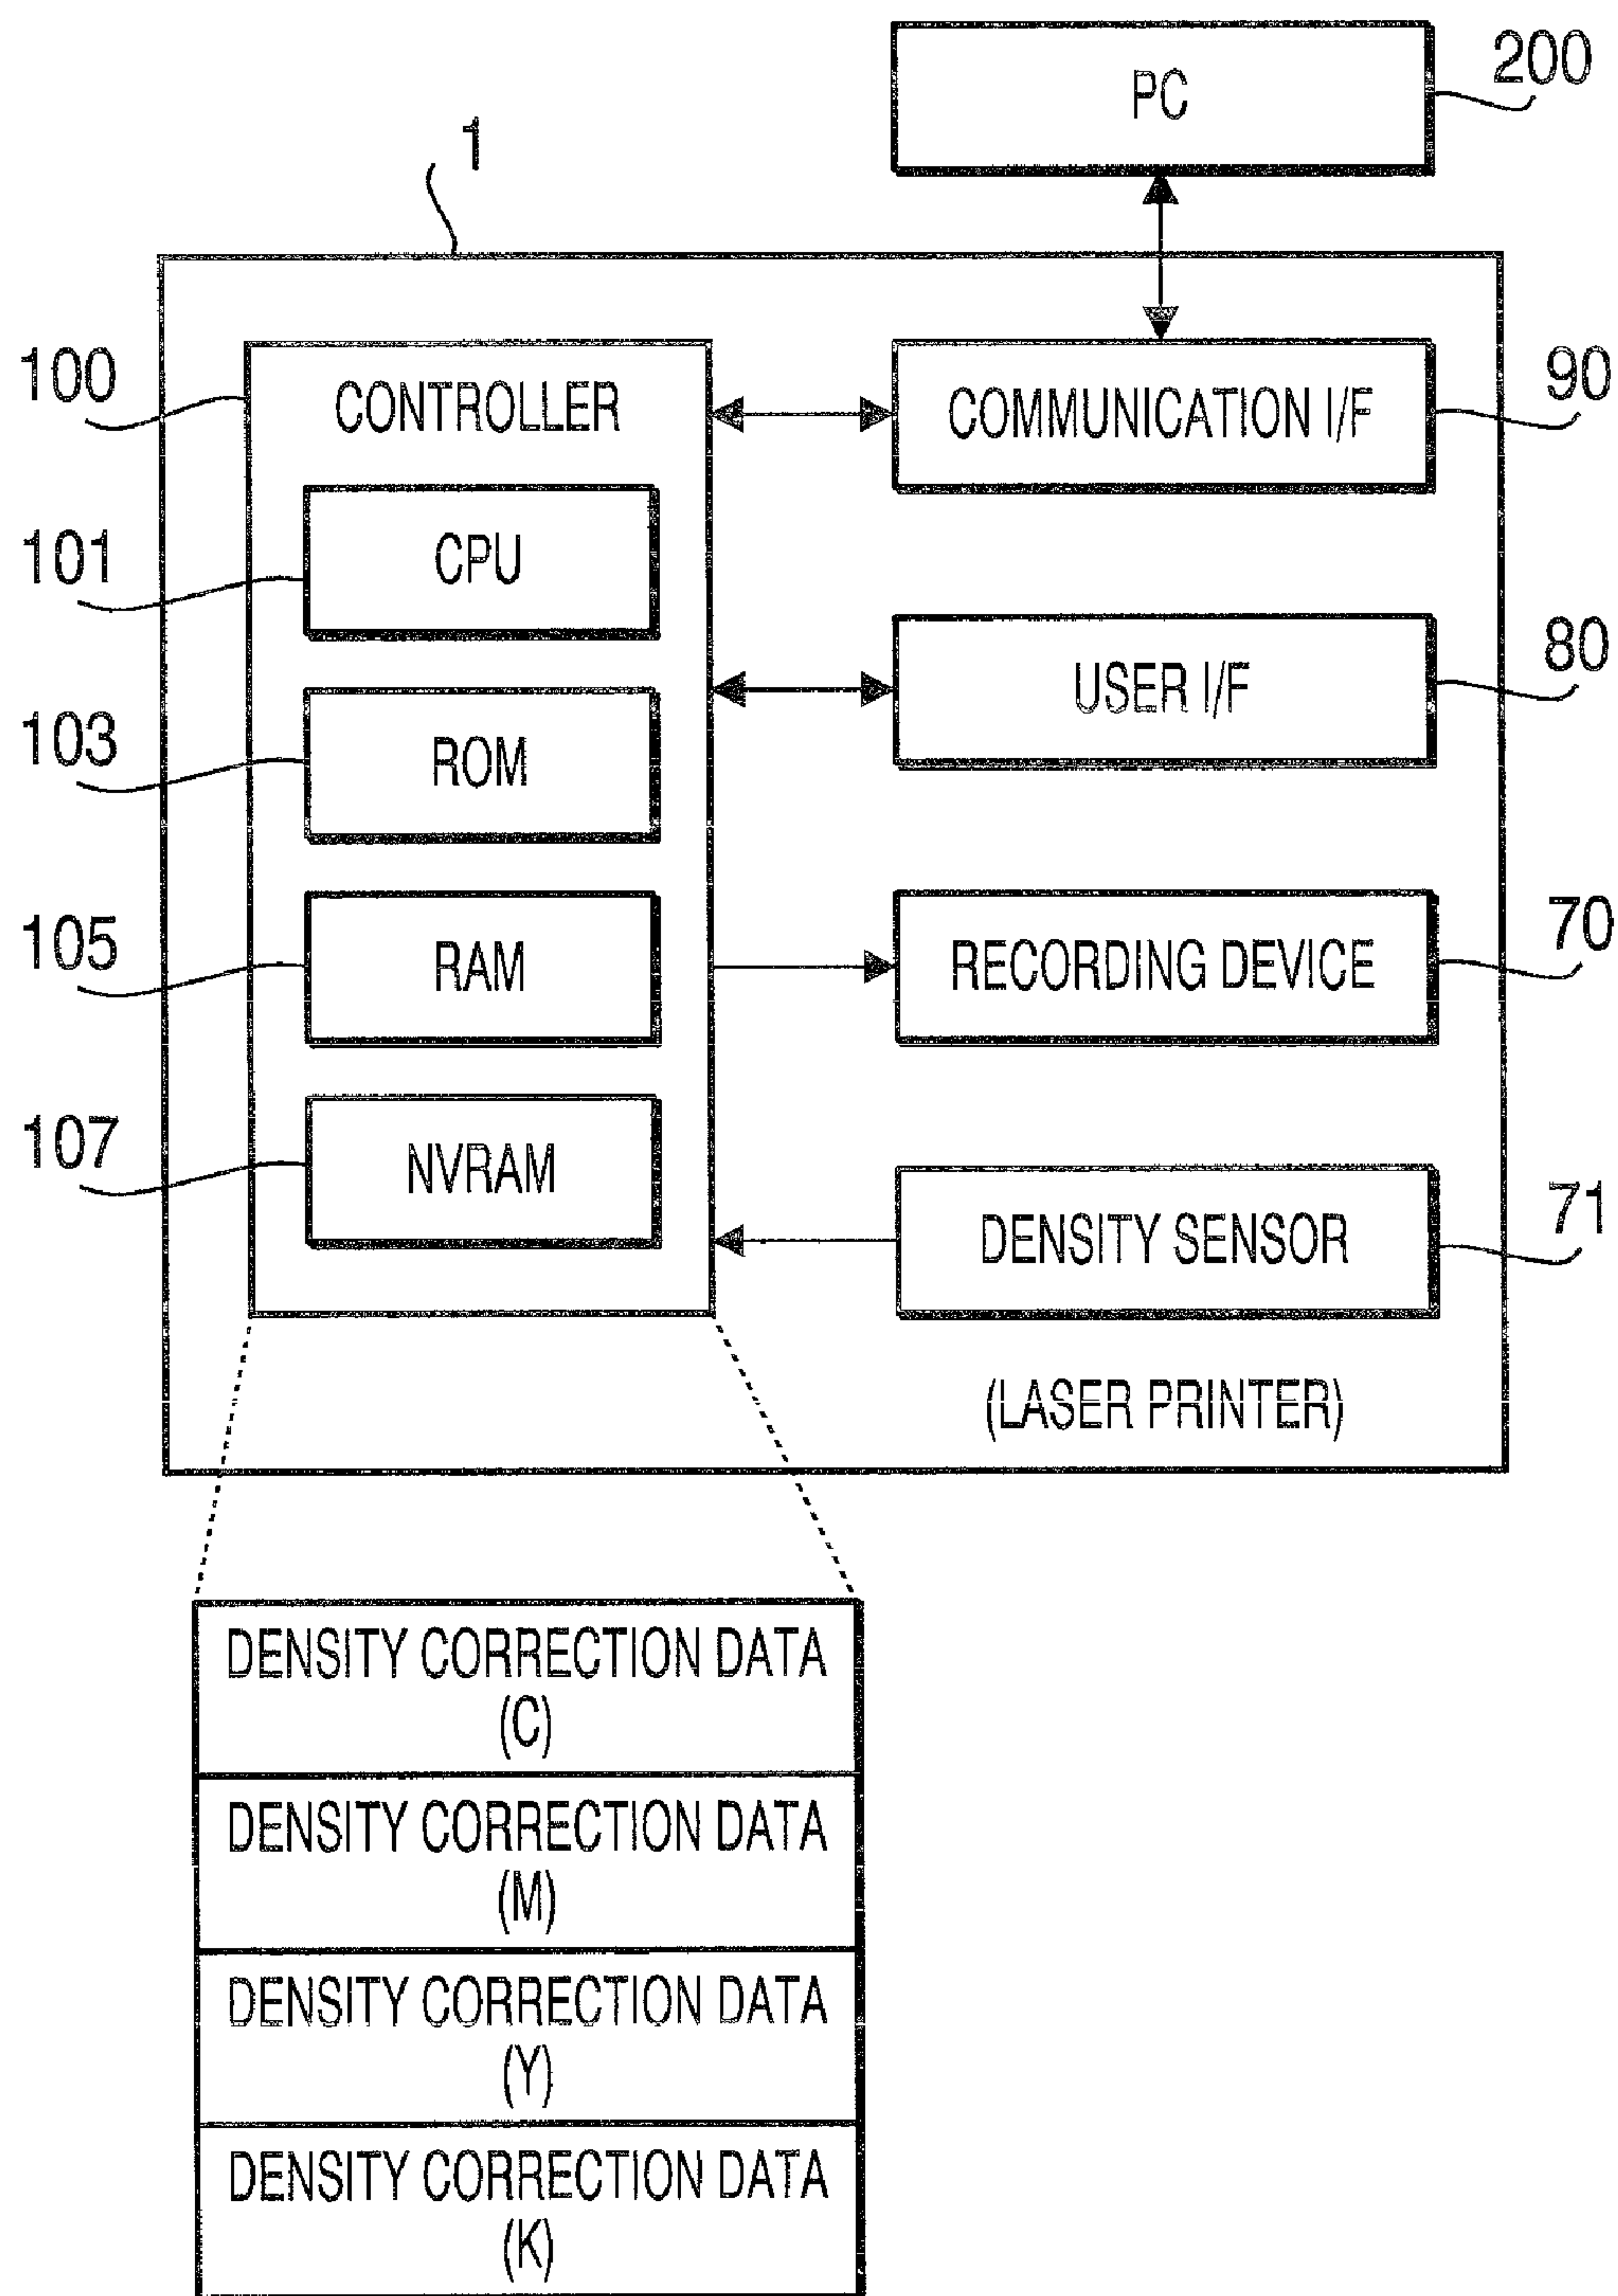 PC
200
1
100
CONTROLLER
COMMUNICATION I/F
90
101
CPU
USER I/F
80
103
ROM
105
RAM
RECORDING DEVICE
70
107
NVRAM
DENSITY SENSOR
71
(LASER PRINTER)
DENSITY CORRECTION DATA
(C)
DENSITY CORRECTION DATA
(M)
DENSITY CORRECTION DATA
(Y)
DENSITY CORRECTION DATA
(K)